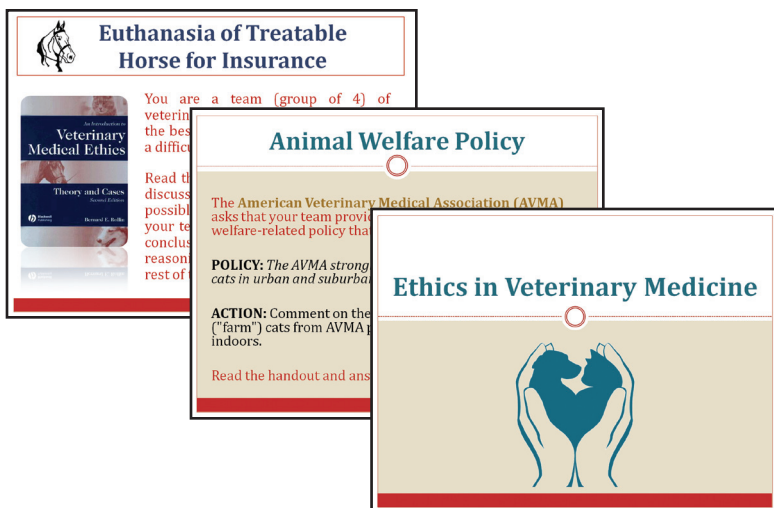 Euthanasia of Treatable
Horse for Insurance
An Introduction to
Veterinary
Medical Ethics
Theory and Cases
Second Edition
Blackwell
Publishing
Bernard E. Rollin
You are a team (group of 4) of
veterin
the bes
a difficu
Read th
discuss
possibl
your te
conclus
reasoni
rest of t
Animal Welfare Policy
The American Veterinary Medical Association (AVMA)
asks that your team provid
welfare-related policy that
POLICY: The AVMA strong
cats in urban and suburba
ACTION: Comment on the
("farm") cats from AVMA p
indoors.
Read the handout and ans
Ethics in Veterinary Medicine